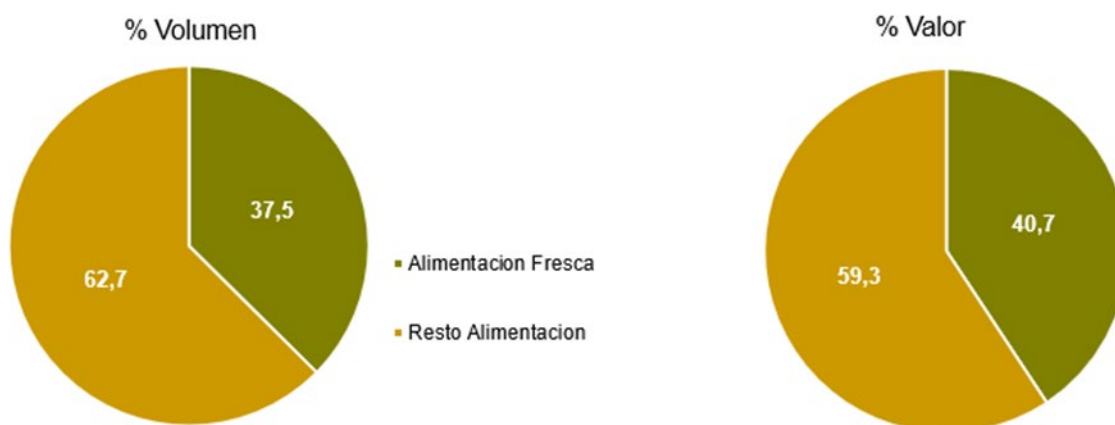 % Volumen
37,5
62,7
Alimentacion Fresca
Resto Alimentacion
% Valor
40,7
59,3